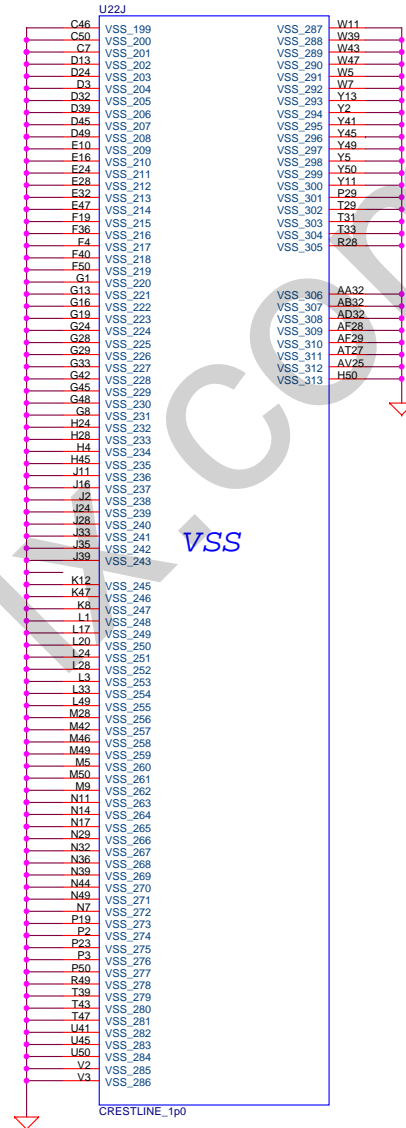 U22J
C46 VSS_199
C50 VSS_200
C7 VSS_201
D13 VSS_202
D24 VSS_203
D3 VSS_204
D32 VSS_205
D39 VSS_206
D45 VSS_207
D49 VSS_208
E10 VSS_209
E16 VSS_210
E24 VSS_211
E28 VSS_212
E32 VSS_213
E47 VSS_214
F19 VSS_215
F36 VSS_216
F4 VSS_217
F40 VSS_218
F50 VSS_219
G1 VSS_220
G13 VSS_221
G16 VSS_222
G19 VSS_223
G24 VSS_224
G28 VSS_225
G29 VSS_226
G33 VSS_227
G42 VSS_228
G45 VSS_229
G48 VSS_230
G8 VSS_231
H24 VSS_232
H28 VSS_233
H4 VSS_234
H45 VSS_235
J11 VSS_236
J16 VSS_237
J2 VSS_238
J24 VSS_239
J28 VSS_240
J33 VSS_241
J35 VSS_242
J39 VSS_243
K12 VSS_245
K47 VSS_246
K8 VSS_247
L1 VSS_248
L17 VSS_249
L20 VSS_250
L24 VSS_251
L28 VSS_252
L3 VSS_253
L33 VSS_254
L49 VSS_255
M28 VSS_256
M42 VSS_257
M46 VSS_258
M49 VSS_259
M5 VSS_260
M50 VSS_261
M9 VSS_262
N11 VSS_263
N14 VSS_264
N17 VSS_265
N29 VSS_266
N32 VSS_267
N36 VSS_268
N39 VSS_269
N44 VSS_270
N49 VSS_271
N7 VSS_272
P19 VSS_273
P2 VSS_274
P23 VSS_275
P3 VSS_276
P50 VSS_277
R49 VSS_278
T39 VSS_279
T43 VSS_280
T47 VSS_281
U41 VSS_282
U45 VSS_283
U50 VSS_284
V2 VSS_285
V3 VSS_286
VSS
VSS_287 W11
VSS_288 W39
VSS_289 W43
VSS_290 W47
VSS_291 W5
VSS_292 W7
VSS_293 Y13
VSS_294 Y2
VSS_295 Y41
VSS_296 Y45
VSS_297 Y49
VSS_298 Y5
VSS_299 Y50
VSS_300 Y11
VSS_301 P29
VSS_302 T29
VSS_303 T31
VSS_304 T33
VSS_305 R28
VSS_306 AA32
VSS_307 AB32
VSS_308 AD32
VSS_309 AF28
VSS_310 AF29
VSS_311 AT27
VSS_312 AV25
VSS_313 H50
CRESTLINE_1p0